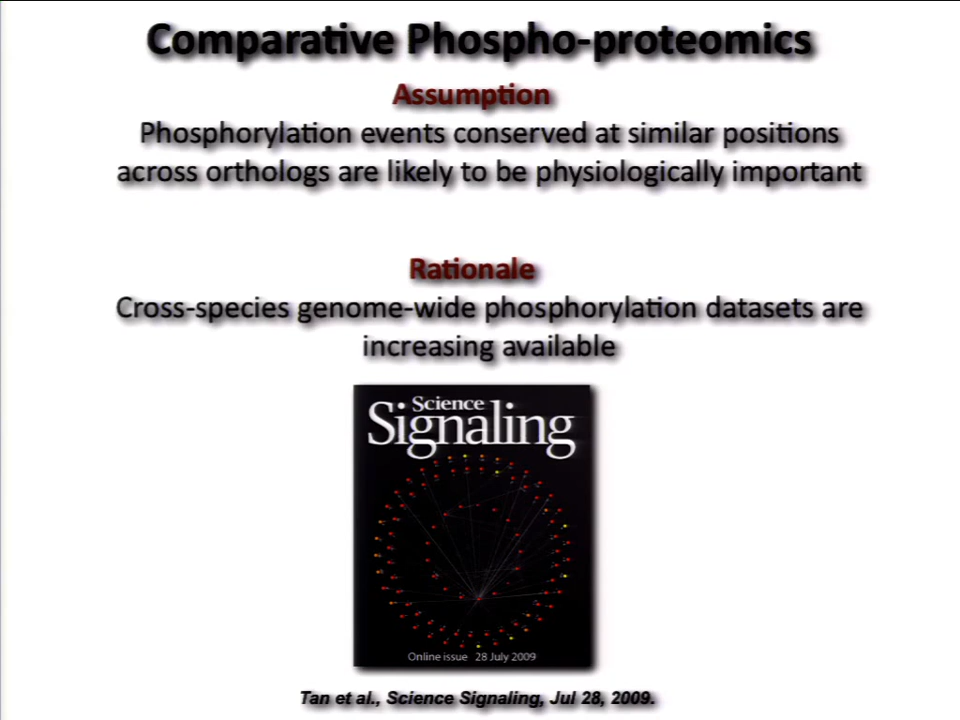 Comparative Phospho-proteomics
Assumption
Phosphorylation events conserved at similar positions
across orthologs are likely to be physiologically important
Rationale
Cross-species genome-wide phosphorylation datasets are
increasing available
Science
Signaling
Online issue 28 July 2009
Tan et al., Science Signaling, Jul 28, 2009.